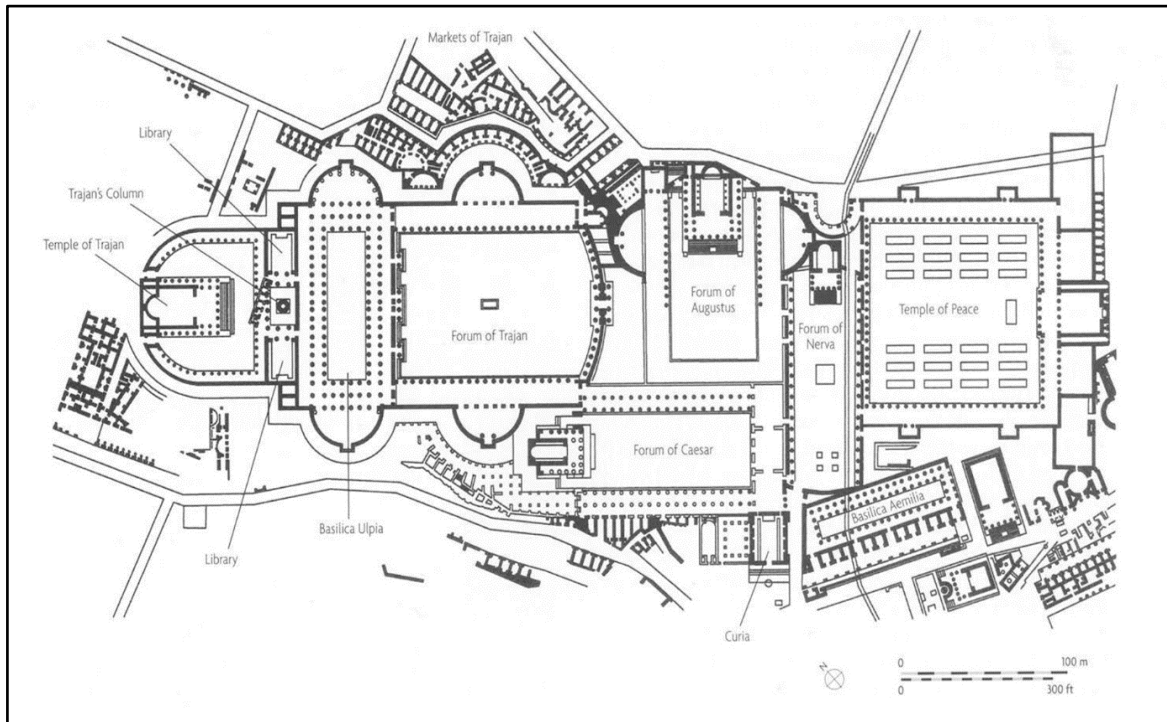 Markets of Trajan
Library
Trajan's Column
Temple of Trajan
Forum of Trajan
Forum of
Augustus
Forum of
Nerva
Temple of Peace
Forum of Caesar
Basilica Ulpia
Library
Basilica Aemilia
Curia
N
0 100 m
0 300 ft